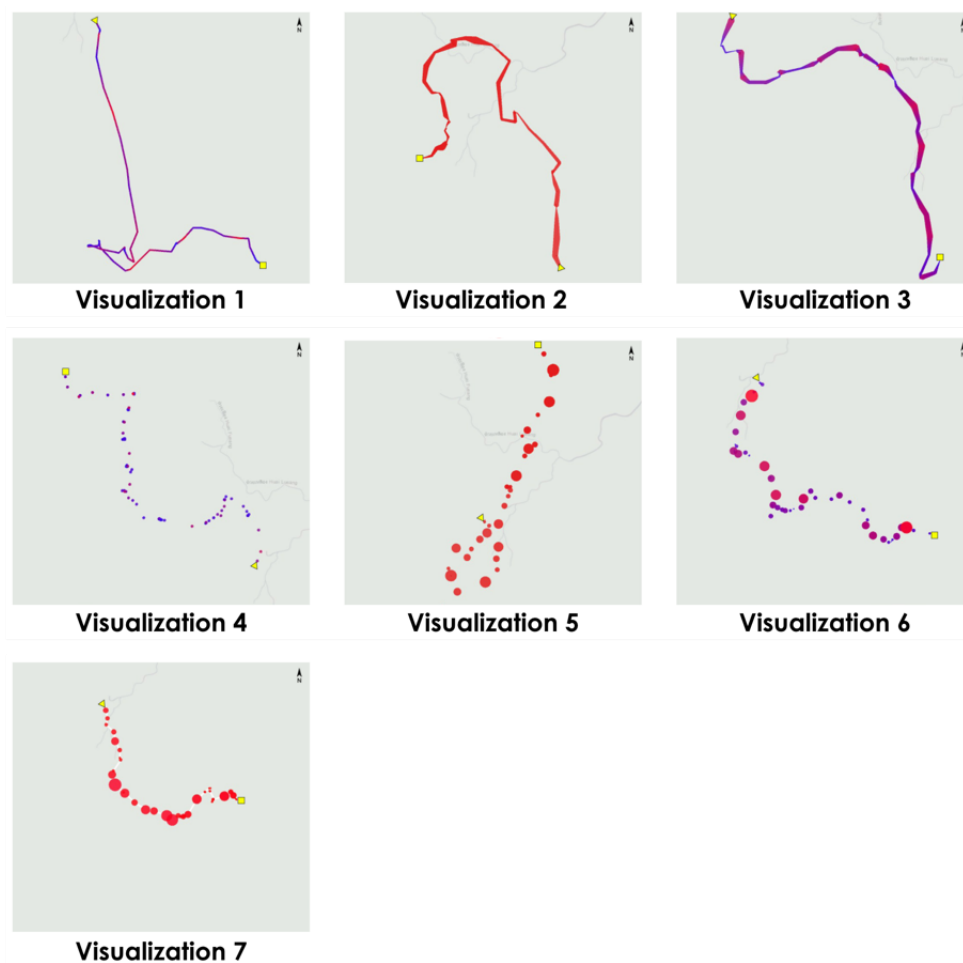 N
N
N
Visualization 1
Visualization 2
Visualization 3
N
N
N
Visualization 4
Visualization 5
Visualization 6
N
Visualization 7